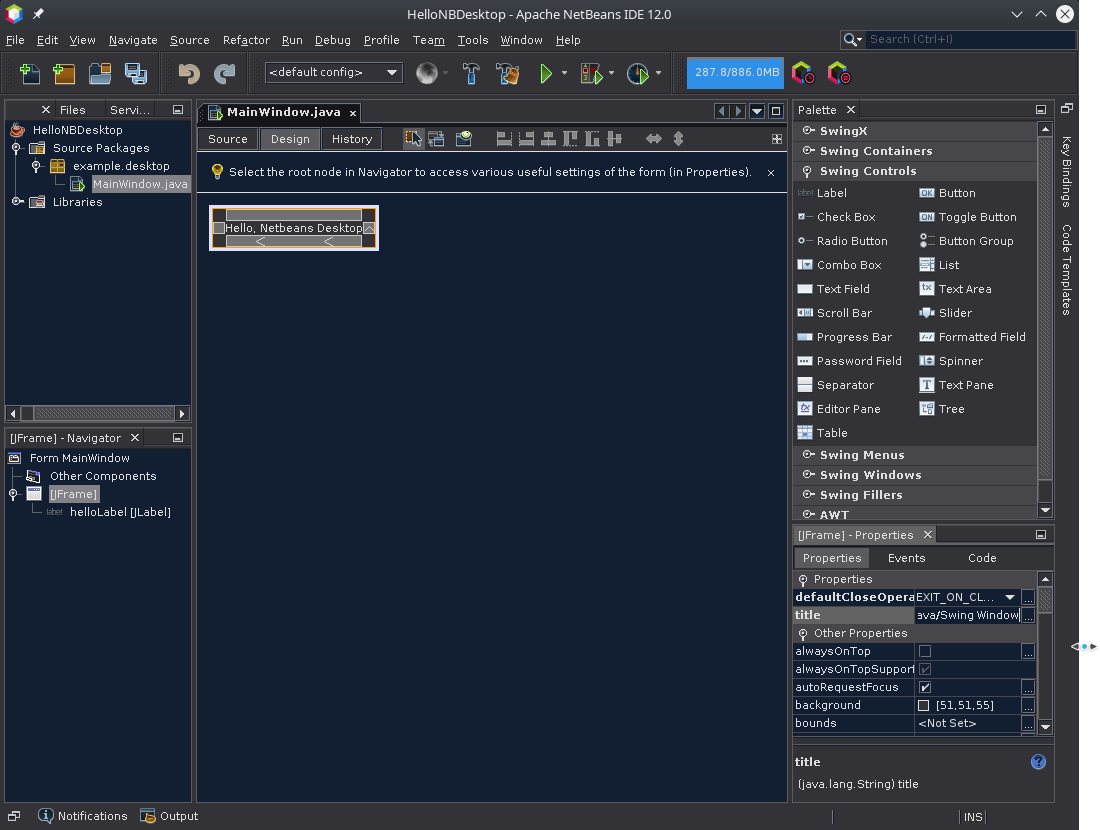 HelloNBDesktop - Apache NetBeans IDE 12.0
File Edit View Navigate Source Refactor Run Debug Profile Team Tools Window Help
Search (Ctrl+I)
<default config>
287.8/886.0MB
Files Servi...
HelloNBDesktop
Source Packages
example.desktop
MainWindow.java
Libraries
[JFrame] - Navigator
Form MainWindow
Other Components
[JFrame]
label helloLabel [JLabel]
MainWindow.java
Source Design History
Select the root node in Navigator to access various useful settings of the form (in Properties).
Hello, Netbeans Desktop
Palette
SwingX
Swing Containers
Swing Controls
label Label OK Button
Check Box ON Toggle Button
Radio Button Button Group
Combo Box List
Text Field tx Text Area
Scroll Bar Slider
Progress Bar Formatted Field
Password Field Spinner
Separator T Text Pane
Editor Pane Tree
Table
Swing Menus
Swing Windows
Swing Fillers
AWT
[JFrame] - Properties
Properties Events Code
Properties
defaultCloseOpera EXIT_ON_CL... ...
title ava/Swing Window ...
Other Properties
alwaysOnTop ...
alwaysOnTopSupport
autoRequestFocus ...
background [51,51,55] ...
bounds <Not Set> ...
title
?
(java.lang.String) title
Key Bindings
Code Templates
Notifications Output
INS